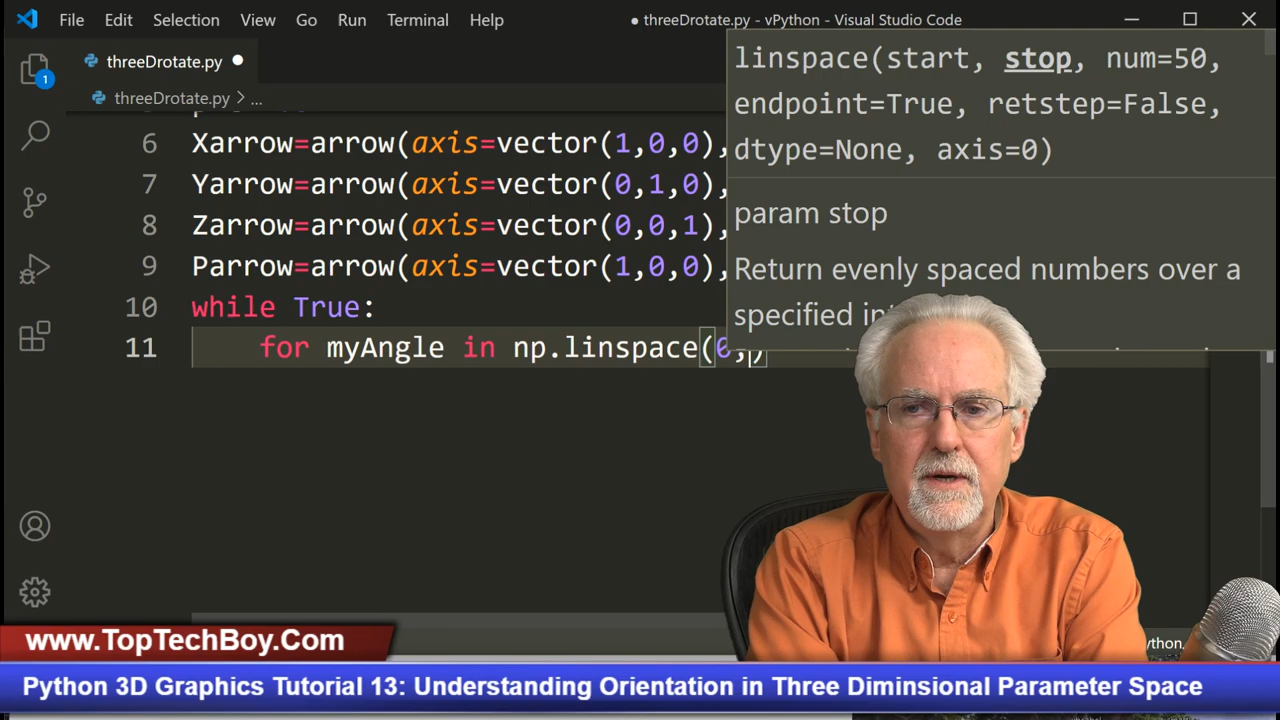 File Edit Selection View Go Run Terminal Help ● threeDrotate.py - vPython - Visual Studio Code
threeDrotate.py ●
threeDrotate.py > ...
1
6 Xarrow=arrow(axis=vector(1,0,0),
7 Yarrow=arrow(axis=vector(0,1,0),
8 Zarrow=arrow(axis=vector(0,0,1),
9 Parrow=arrow(axis=vector(1,0,0),
10 while True:
11 for myAngle in np.linspace(0,)
linspace(start, stop, num=50,
endpoint=True, retstep=False,
dtype=None, axis=0)
param stop
Return evenly spaced numbers over a
specified
www.TopTechBoy.Com
Python 3D Graphics Tutorial 13: Understanding Orientation in Three Diminsional Parameter Space